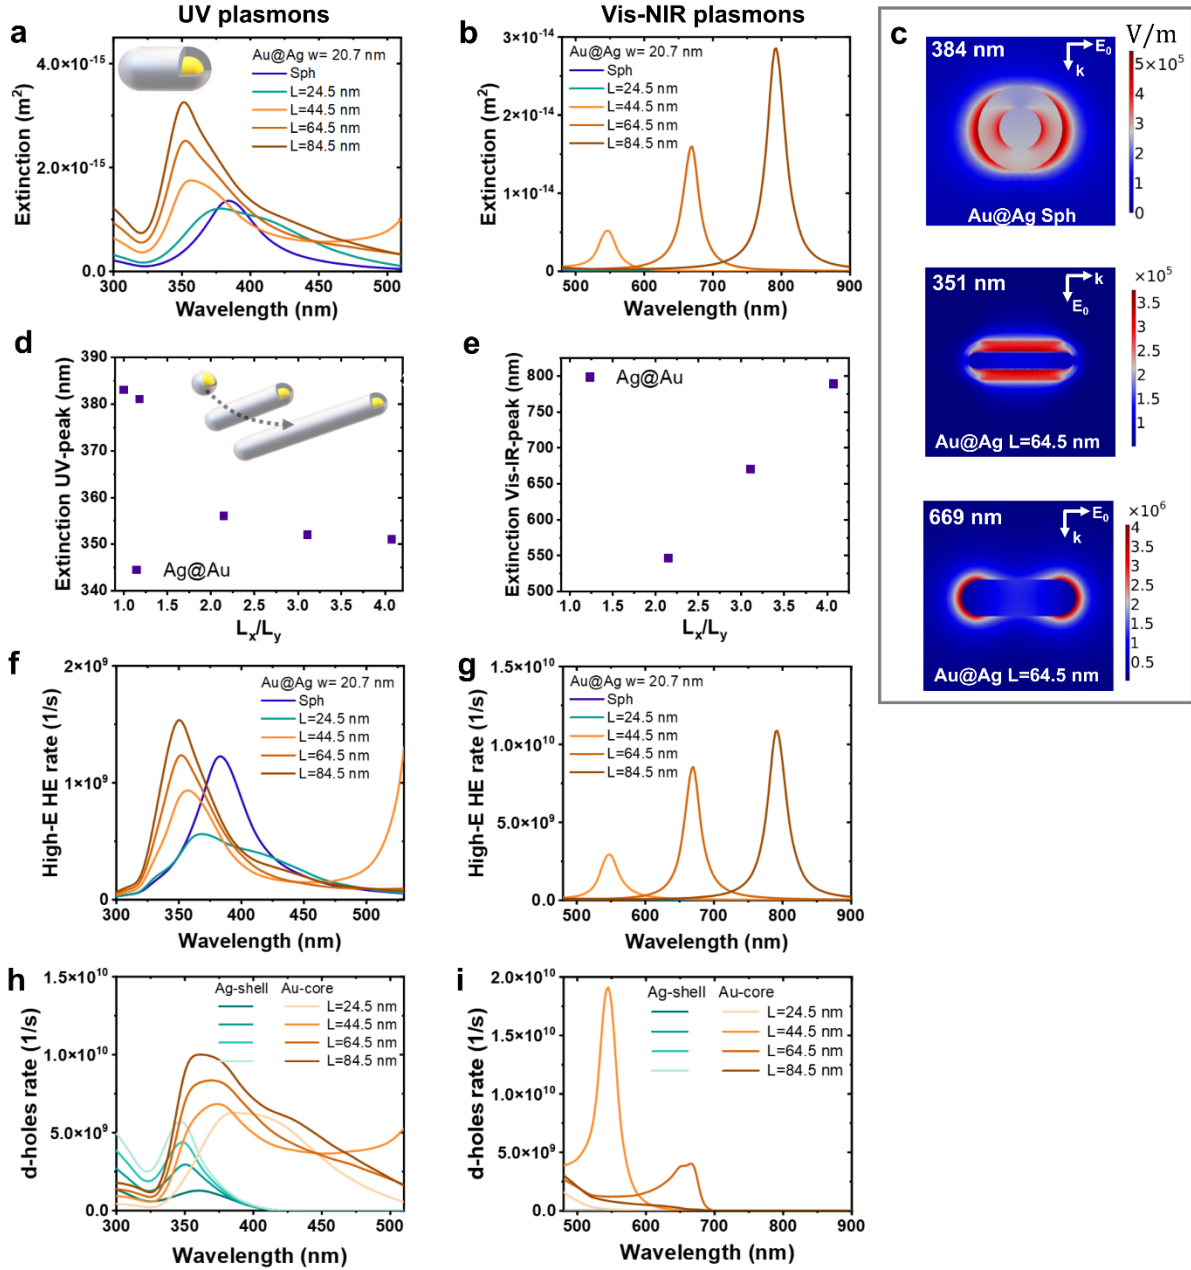 UV plasmons
Vis-NIR plasmons
a
Extinction (m²)
4.0×10⁻¹⁵
2.0×10⁻¹⁵
0.0
Au@Ag w= 20.7 nm
Sph
L=24.5 nm
L=44.5 nm
L=64.5 nm
L=84.5 nm
300 350 400 450 500
Wavelength (nm)
b
Extinction (m²)
3×10⁻¹⁴
2×10⁻¹⁴
1×10⁻¹⁴
0
Au@Ag w= 20.7 nm
Sph
L=24.5 nm
L=44.5 nm
L=64.5 nm
L=84.5 nm
500 600 700 800 900
Wavelength (nm)
c
V/m
384 nm
E₀
k
5×10⁵
4
3
2
1
0
Au@Ag Sph
351 nm
k
E₀
×10⁵
3.5
3
2.5
2
1.5
1
Au@Ag L=64.5 nm
669 nm
E₀
k
×10⁶
4
3.5
3
2.5
2
1.5
1
0.5
Au@Ag L=64.5 nm
d
Extinction UV-peak (nm)
390
380
370
360
350
340
Ag@Au
1.0 1.5 2.0 2.5 3.0 3.5 4.0
Lₓ/Lᵧ
e
Extinction Vis-IR-peak (nm)
800
750
700
650
600
550
500
Ag@Au
1.0 1.5 2.0 2.5 3.0 3.5 4.0
Lₓ/Lᵧ
f
High-E HE rate (1/s)
2×10⁹
1×10⁹
0
Au@Ag w= 20.7 nm
Sph
L=24.5 nm
L=44.5 nm
L=64.5 nm
L=84.5 nm
300 350 400 450 500
Wavelength (nm)
g
High-E HE rate (1/s)
1.5×10¹⁰
1.0×10¹⁰
5.0×10⁹
0.0
Au@Ag w= 20.7 nm
Sph
L=24.5 nm
L=44.5 nm
L=64.5 nm
L=84.5 nm
500 600 700 800 900
Wavelength (nm)
h
d-holes rate (1/s)
1.5×10¹⁰
1.0×10¹⁰
5.0×10⁹
0.0
Ag-shell Au-core
L=24.5 nm
L=44.5 nm
L=64.5 nm
L=84.5 nm
300 350 400 450 500
Wavelength (nm)
i
d-holes rate (1/s)
2.0×10¹⁰
1.5×10¹⁰
1.0×10¹⁰
5.0×10⁹
0.0
Ag-shell Au-core
L=24.5 nm
L=44.5 nm
L=64.5 nm
L=84.5 nm
500 600 700 800 900
Wavelength (nm)